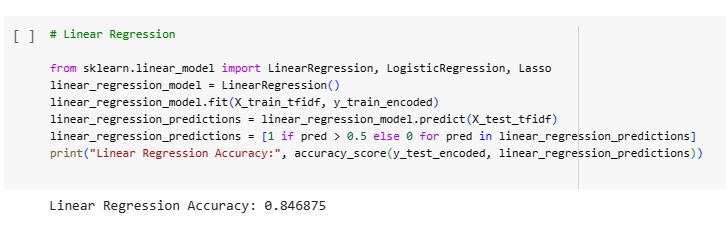 [ ] # Linear Regression
from sklearn.linear_model import LinearRegression, LogisticRegression, Lasso
linear_regression_model = LinearRegression()
linear_regression_model.fit(X_train_tfidf, y_train_encoded)
linear_regression_predictions = linear_regression_model.predict(X_test_tfidf)
linear_regression_predictions = [1 if pred > 0.5 else 0 for pred in linear_regression_predictions]
print("Linear Regression Accuracy:", accuracy_score(y_test_encoded, linear_regression_predictions))
Linear Regression Accuracy: 0.846875